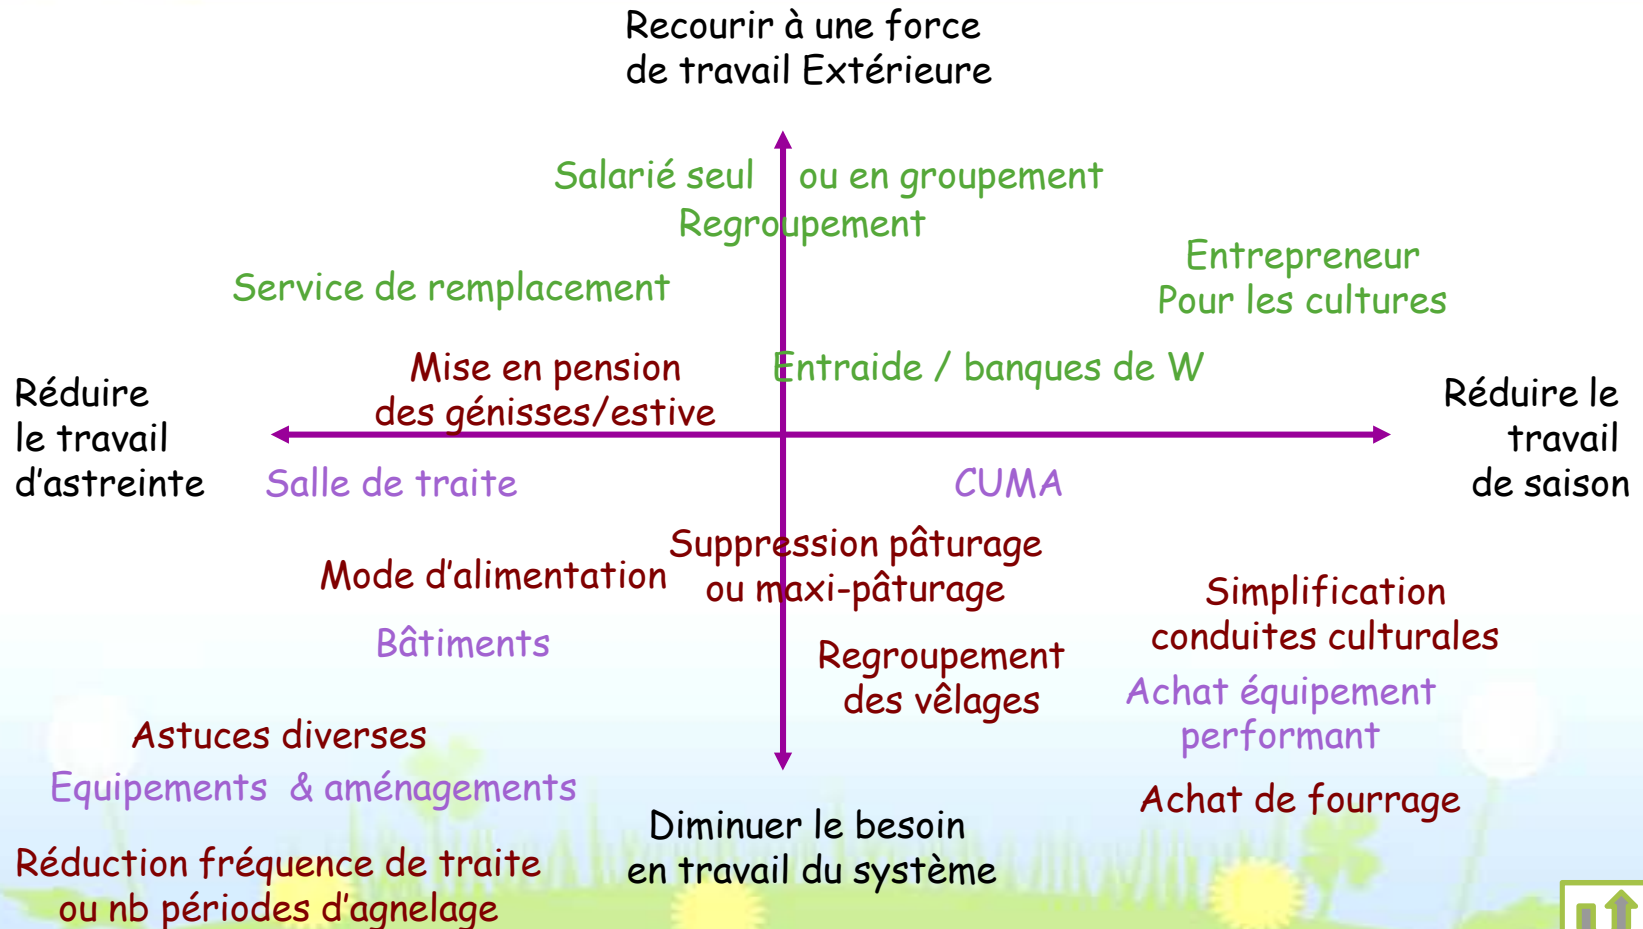 Recourir à une force
de travail Extérieure
Salarié seul ou en groupement
Regroupement
Entrepreneur
Pour les cultures
Service de remplacement
Mise en pension
des génisses/estive
Entraide / banques de W
Réduire
le travail
d'astreinte
Réduire le
travail
de saison
Salle de traite
CUMA
Suppression pâturage
ou maxi-pâturage
Mode d'alimentation
Simplification
conduites culturales
Bâtiments
Regroupement
des vêlages
Achat équipement
performant
Astuces diverses
Equipements & aménagements
Achat de fourrage
Diminuer le besoin
en travail du système
Réduction fréquence de traite
ou nb périodes d'agnelage